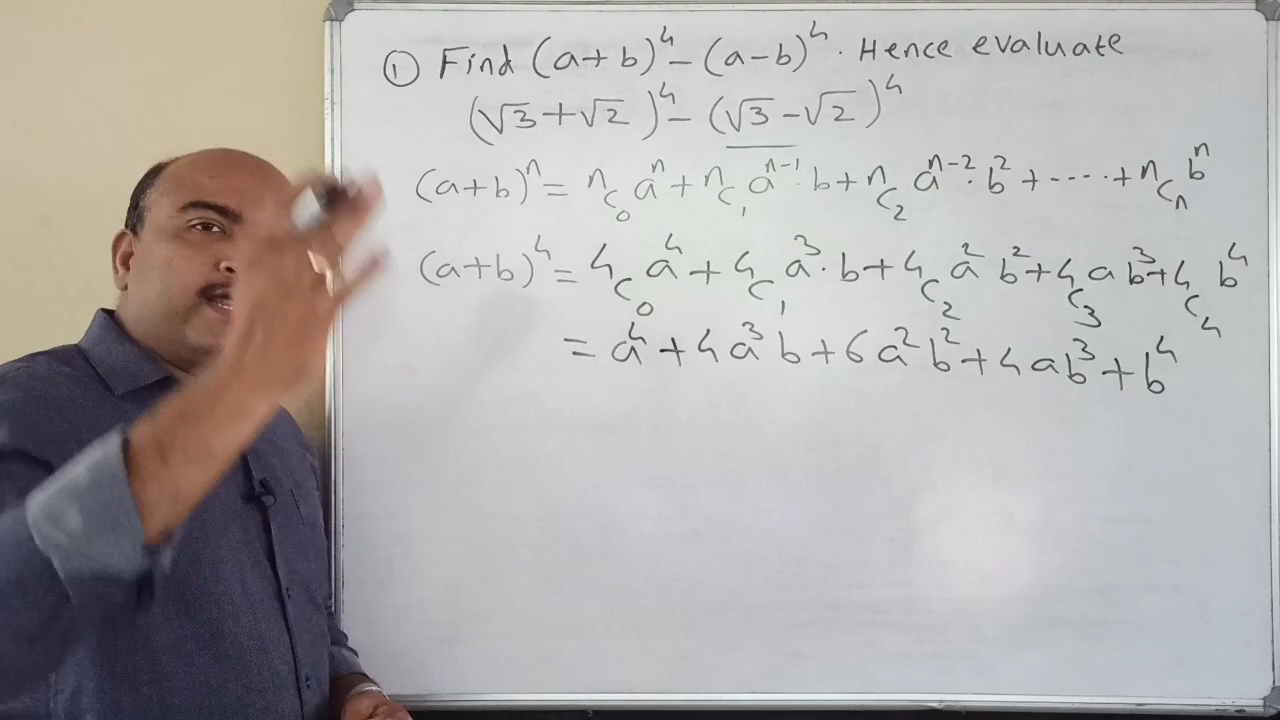 ① Find (a+b)⁴ - (a-b)⁴. Hence evaluate
(√3+√2)⁴ - (√3-√2)⁴
(a+b)ⁿ = nC₀ aⁿ + nC₁ aⁿ⁻¹·b + nC₂ aⁿ⁻²·b² + ····· + nCₙ bⁿ
(a+b)⁴ = 4C₀ a⁴ + 4C₁ a³·b + 4C₂ a² b² + 4C₃ ab³ + 4C₄ b⁴
= a⁴ + 4a³b + 6a²b² + 4ab³ + b⁴